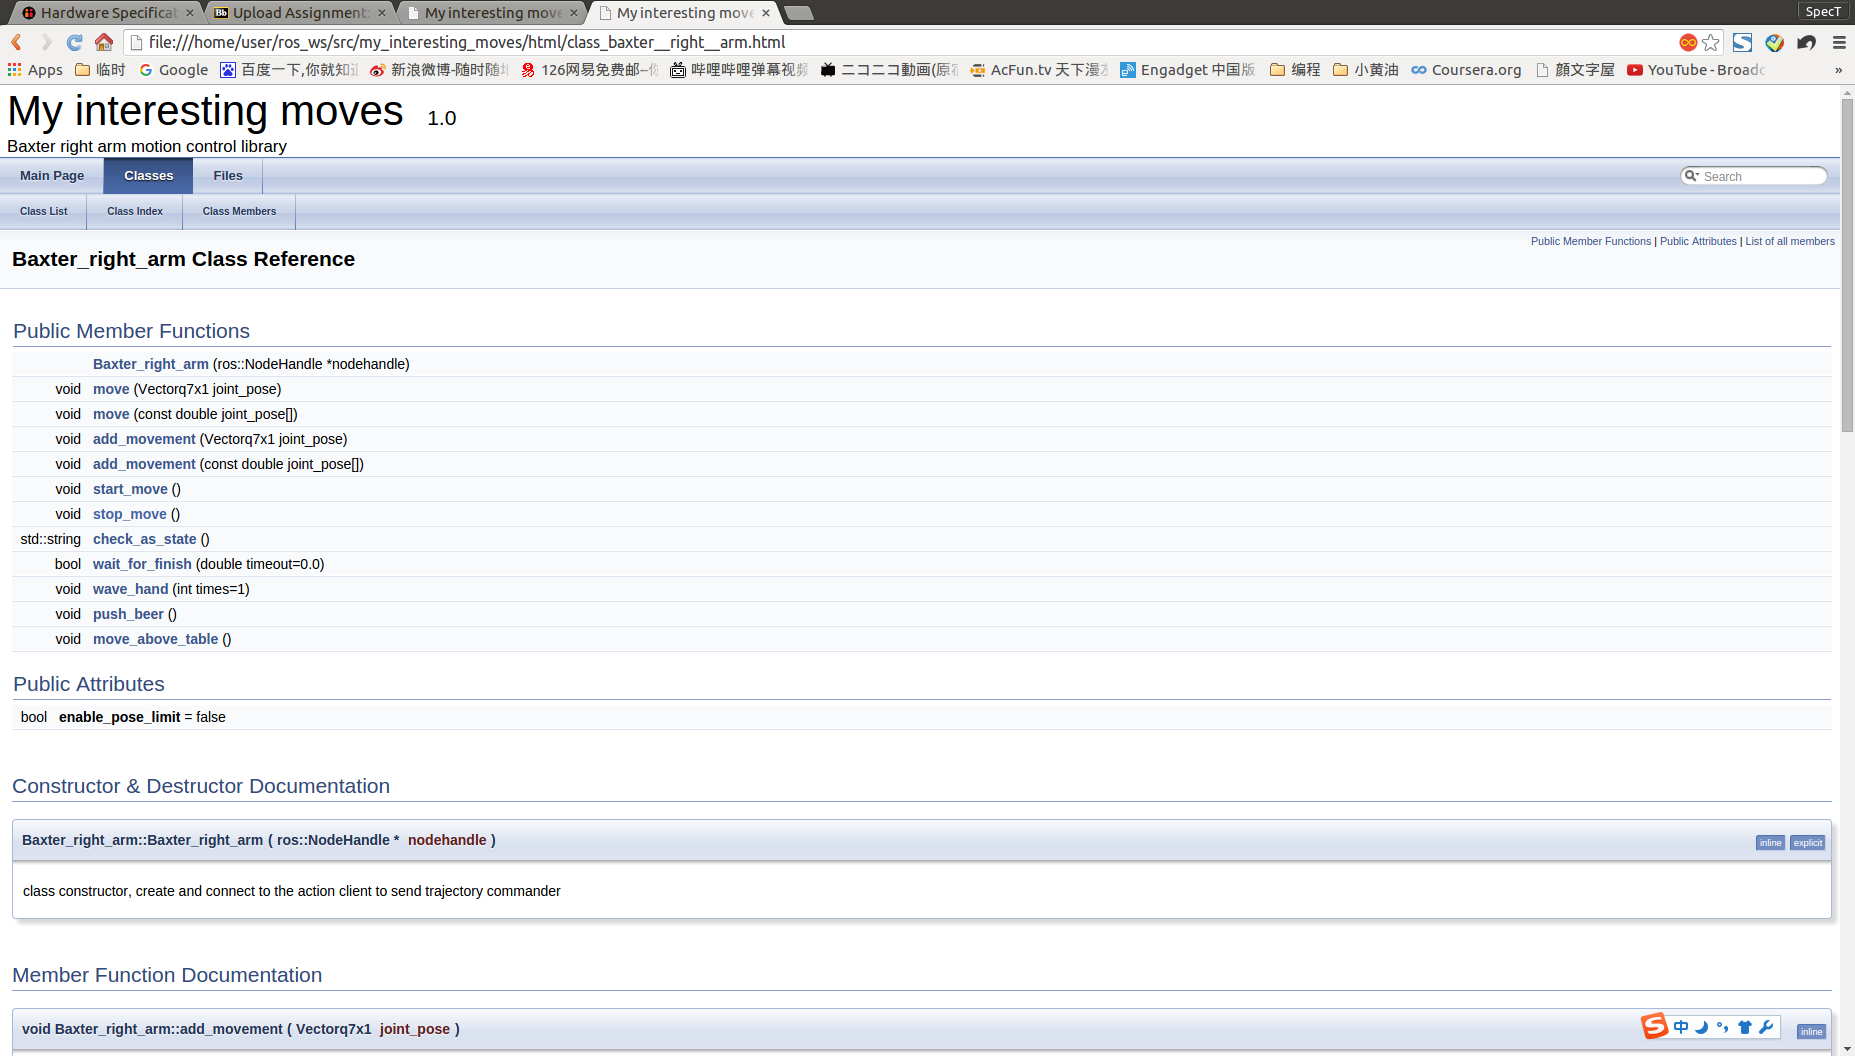 Hardware Specificat
Upload Assignment:
My interesting move
My interesting move
SpecT
file:///home/user/ros_ws/src/my_interesting_moves/html/class_baxter__right__arm.html
Apps
临时
Google
百度一下,你就知道
新浪微博-随时随地
126网易免费邮--你
哔哩哔哩弹幕视频
ニコニコ動画(原宿
AcFun.tv 天下漫友
Engadget 中国版
编程
小黄油
Coursera.org
顔文字屋
YouTube - Broadc
»
My interesting moves 1.0
Baxter right arm motion control library
Main Page
Classes
Files
Search
Class List
Class Index
Class Members
Public Member Functions | Public Attributes | List of all members
Baxter_right_arm Class Reference
Public Member Functions
Baxter_right_arm (ros::NodeHandle *nodehandle)
void move (Vectorq7x1 joint_pose)
void move (const double joint_pose[])
void add_movement (Vectorq7x1 joint_pose)
void add_movement (const double joint_pose[])
void start_move ()
void stop_move ()
std::string check_as_state ()
bool wait_for_finish (double timeout=0.0)
void wave_hand (int times=1)
void push_beer ()
void move_above_table ()
Public Attributes
bool enable_pose_limit = false
Constructor & Destructor Documentation
Baxter_right_arm::Baxter_right_arm ( ros::NodeHandle * nodehandle )
inline explicit
class constructor, create and connect to the action client to send trajectory commander
Member Function Documentation
void Baxter_right_arm::add_movement ( Vectorq7x1 joint_pose )
S 中
inline